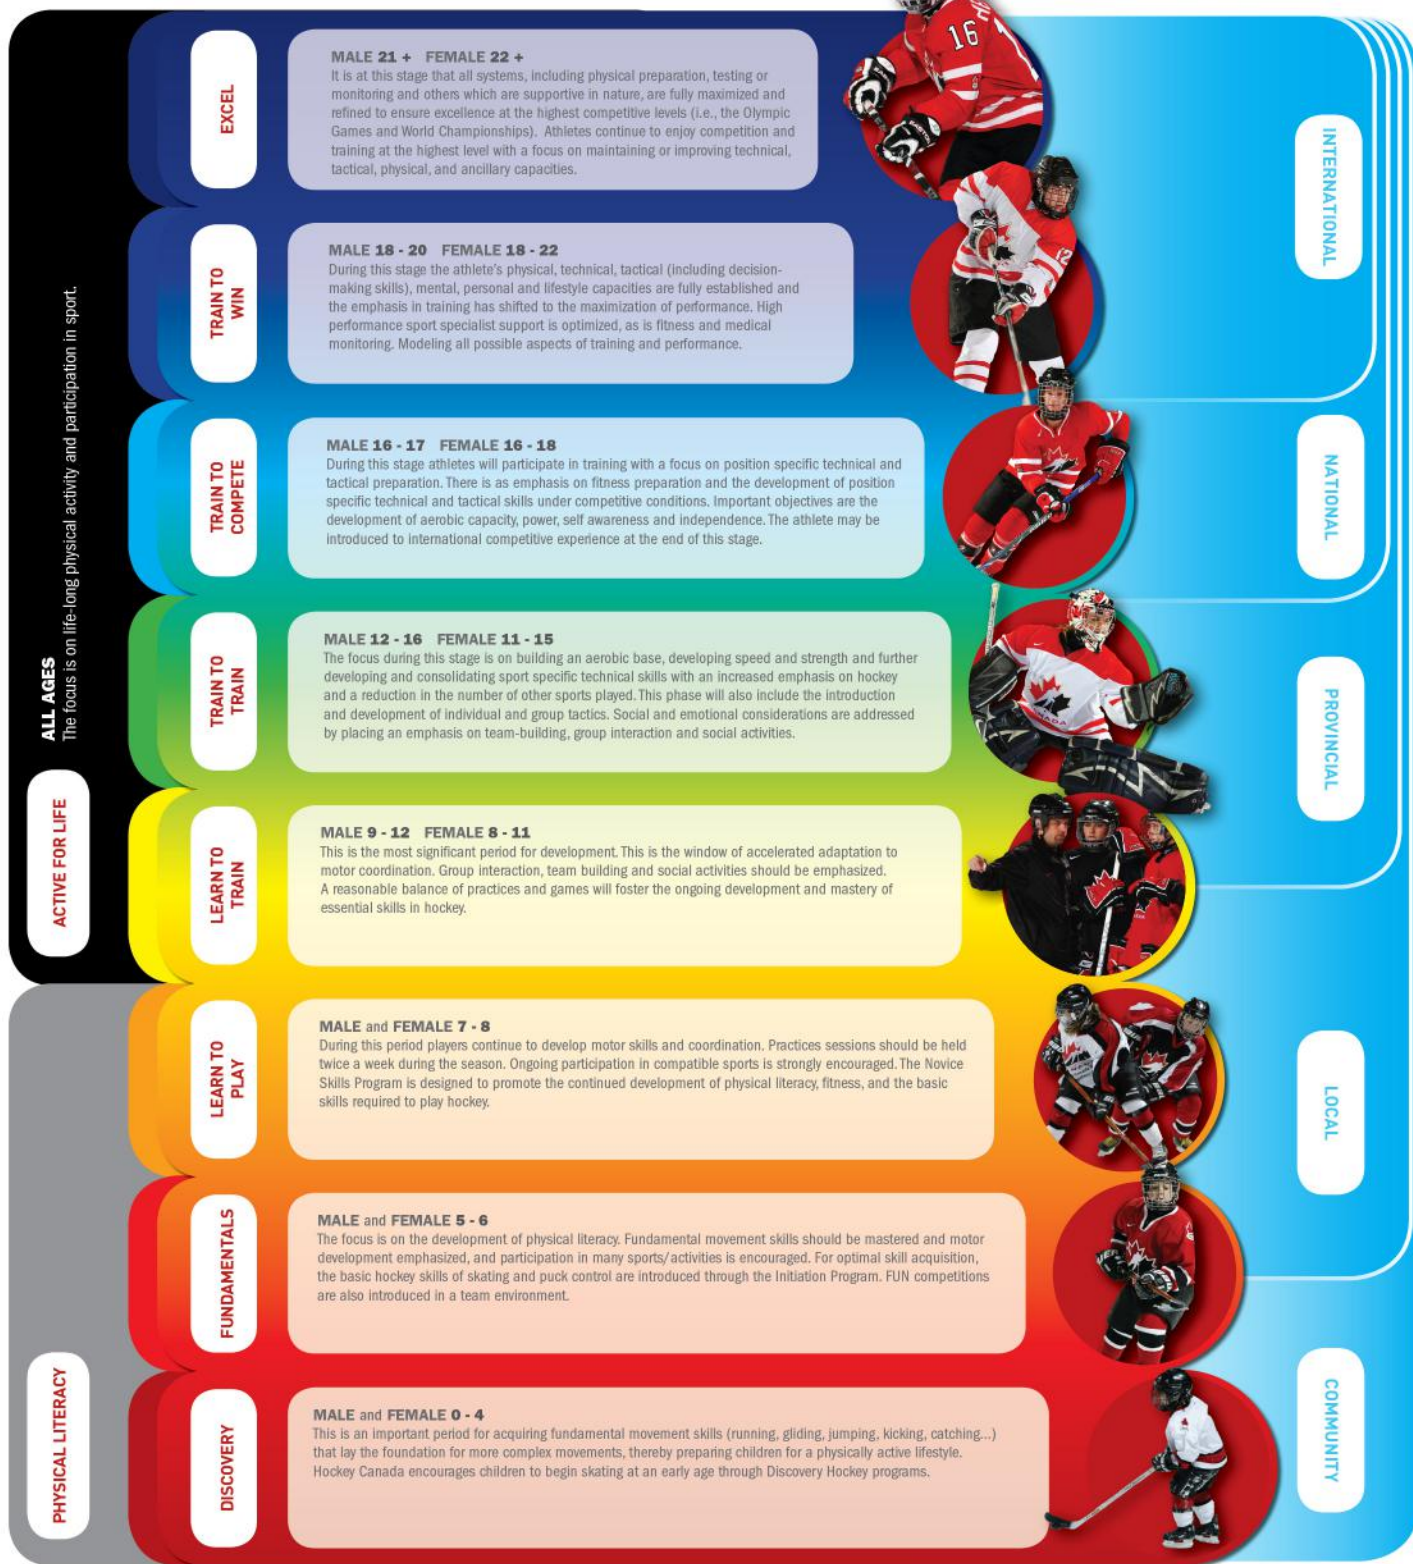 EXCEL
MALE 21 + FEMALE 22 +
It is at this stage that all systems, including physical preparation, testing or
monitoring and others which are supportive in nature, are fully maximized and
refined to ensure excellence at the highest competitive levels (i.e., the Olympic
Games and World Championships). Athletes continue to enjoy competition and
training at the highest level with a focus on maintaining or improving technical,
tactical, physical, and ancillary capacities.
16
INTERNATIONAL
TRAIN TO
WIN
MALE 18 - 20 FEMALE 18 - 22
During this stage the athlete's physical, technical, tactical (including decision-
making skills), mental, personal and lifestyle capacities are fully established and
the emphasis in training has shifted to the maximization of performance. High
performance sport specialist support is optimized, as is fitness and medical
monitoring. Modeling all possible aspects of training and performance.
12
TRAIN TO
COMPETE
MALE 16 - 17 FEMALE 16 - 18
During this stage athletes will participate in training with a focus on position specific technical and
tactical preparation. There is as emphasis on fitness preparation and the development of position
specific technical and tactical skills under competitive conditions. Important objectives are the
development of aerobic capacity, power, self awareness and independence. The athlete may be
introduced to international competitive experience at the end of this stage.
NATIONAL
ALL AGES
The focus is on life-long physical activity and participation in sport.
TRAIN TO
TRAIN
MALE 12 - 16 FEMALE 11 - 15
The focus during this stage is on building an aerobic base, developing speed and strength and further
developing and consolidating sport specific technical skills with an increased emphasis on hockey
and a reduction in the number of other sports played. This phase will also include the introduction
and development of individual and group tactics. Social and emotional considerations are addressed
by placing an emphasis on team-building, group interaction and social activities.
PROVINCIAL
ACTIVE FOR LIFE
LEARN TO
TRAIN
MALE 9 - 12 FEMALE 8 - 11
This is the most significant period for development. This is the window of accelerated adaptation to
motor coordination. Group interaction, team building and social activities should be emphasized.
A reasonable balance of practices and games will foster the ongoing development and mastery of
essential skills in hockey.
LEARN TO
PLAY
MALE and FEMALE 7 - 8
During this period players continue to develop motor skills and coordination. Practices sessions should be held
twice a week during the season. Ongoing participation in compatible sports is strongly encouraged. The Novice
Skills Program is designed to promote the continued development of physical literacy, fitness, and the basic
skills required to play hockey.
LOCAL
FUNDAMENTALS
MALE and FEMALE 5 - 6
The focus is on the development of physical literacy. Fundamental movement skills should be mastered and motor
development emphasized, and participation in many sports/activities is encouraged. For optimal skill acquisition,
the basic hockey skills of skating and puck control are introduced through the Initiation Program. FUN competitions
are also introduced in a team environment.
PHYSICAL LITERACY
DISCOVERY
MALE and FEMALE 0 - 4
This is an important period for acquiring fundamental movement skills (running, gliding, jumping, kicking, catching...)
that lay the foundation for more complex movements, thereby preparing children for a physically active lifestyle.
Hockey Canada encourages children to begin skating at an early age through Discovery Hockey programs.
COMMUNITY